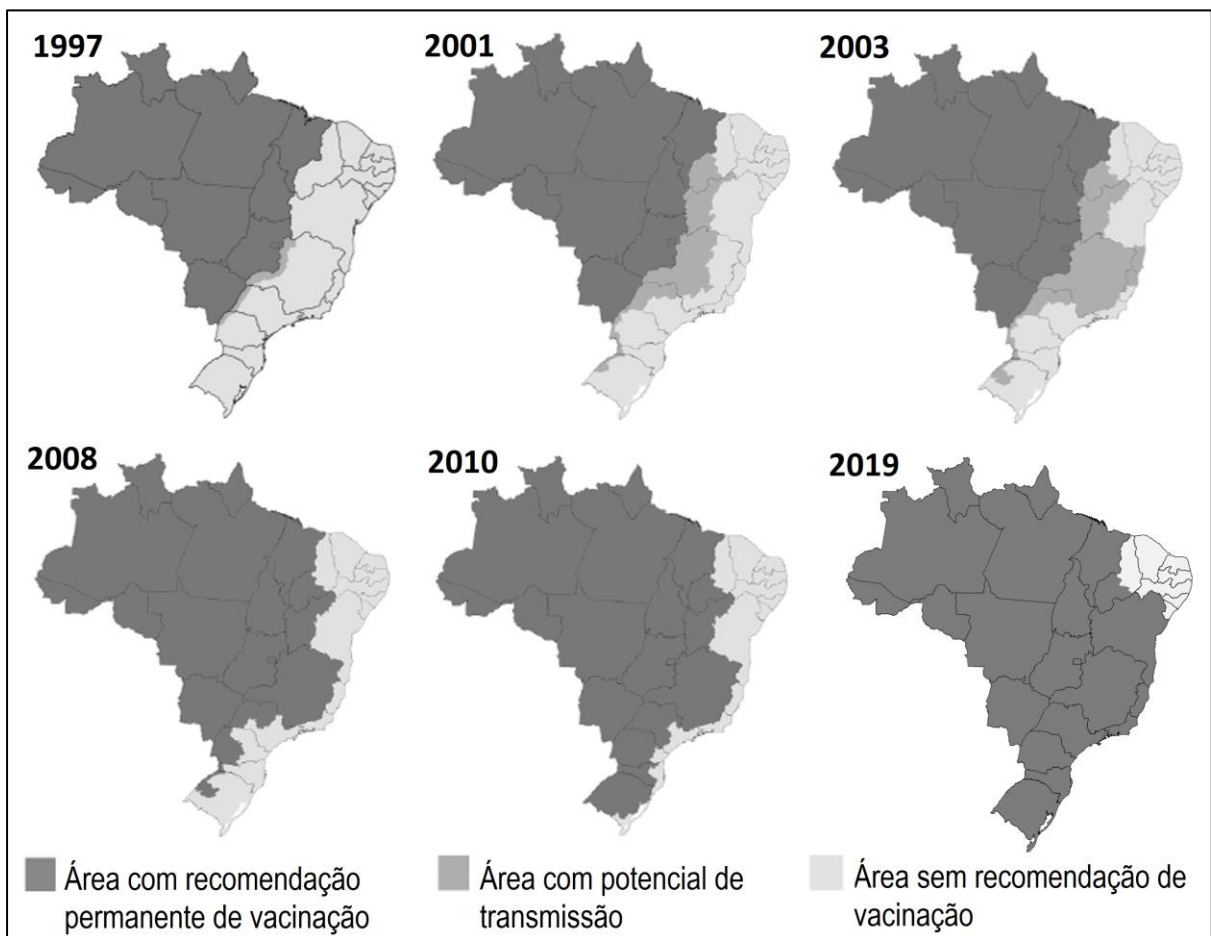 1997
2001
2003
2008
2010
2019
Área com recomendação
permanente de vacinação
Área com potencial de
transmissão
Área sem recomendação de
vacinação